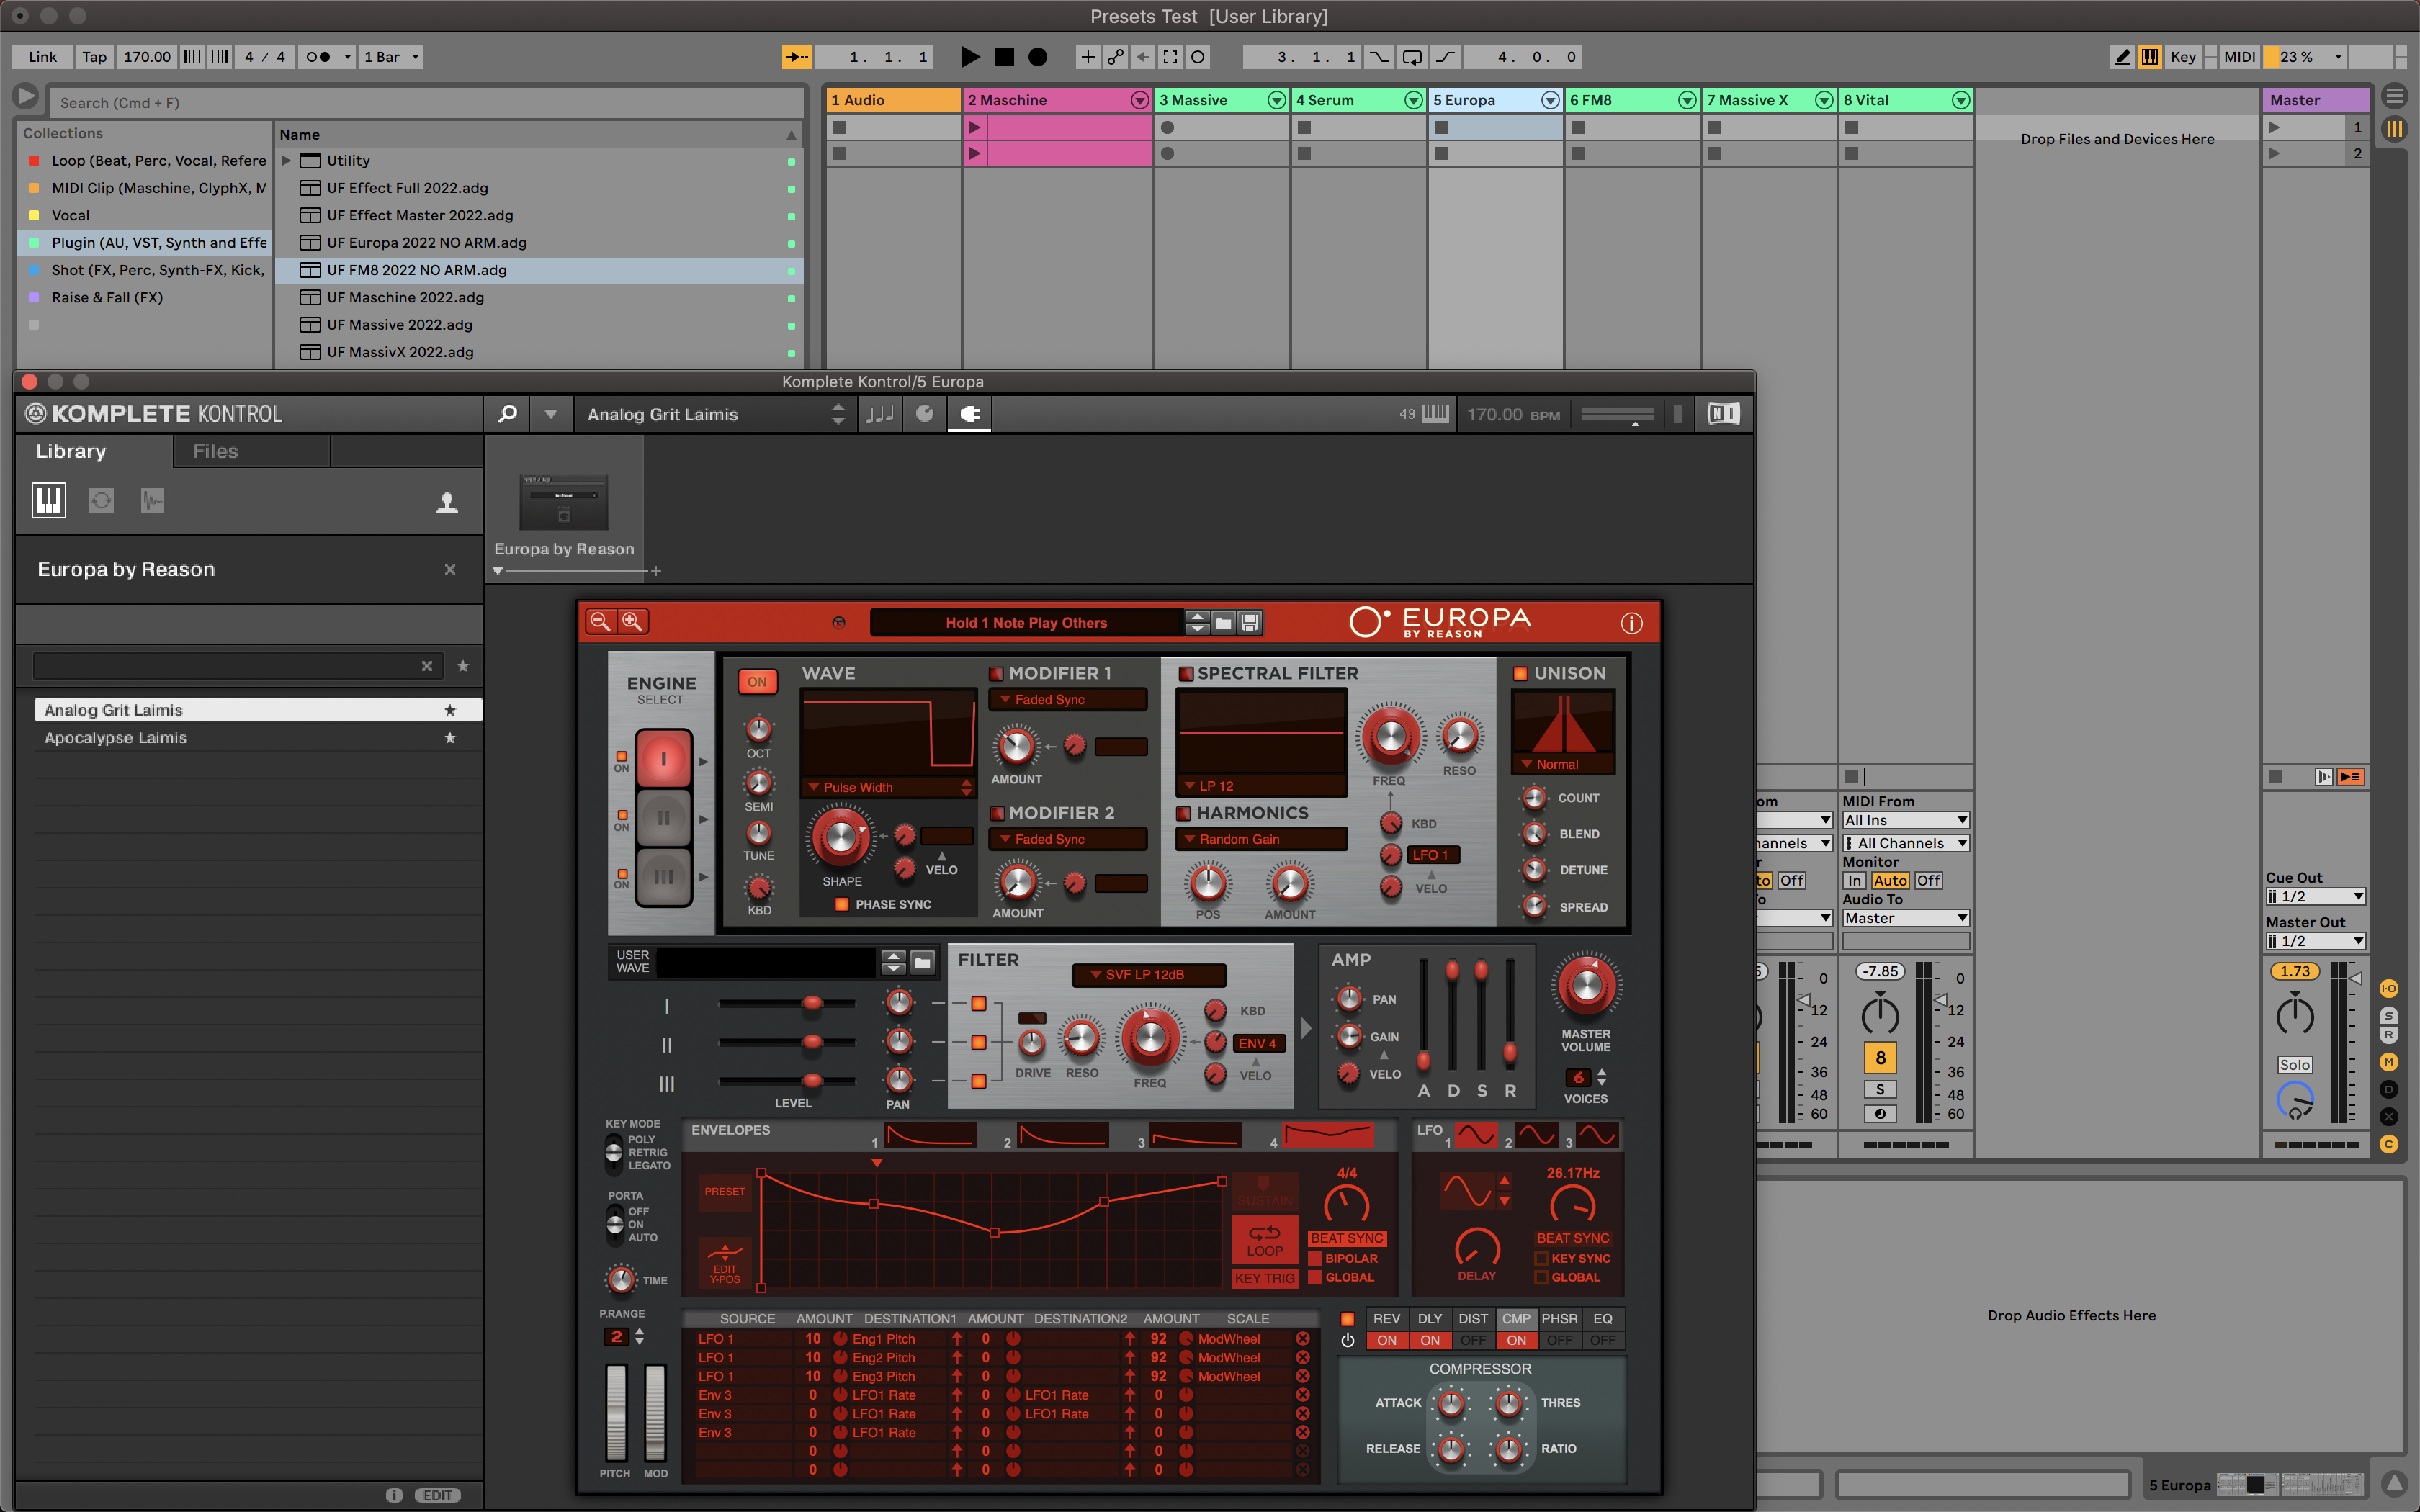 Presets Test [User Library]
Link Tap 170.00 4 / 4 1 Bar 1. 1. 1 3. 1. 1 4. 0. 0 Key MIDI 23 %
Search (Cmd + F)
Collections
Loop (Beat, Perc, Vocal, Refere
MIDI Clip (Maschine, ClyphX, M
Vocal
Plugin (AU, VST, Synth and Effe
Shot (FX, Perc, Synth-FX, Kick,
Raise & Fall (FX)
Name
Utility
UF Effect Full 2022.adg
UF Effect Master 2022.adg
UF Europa 2022 NO ARM.adg
UF FM8 2022 NO ARM.adg
UF Maschine 2022.adg
UF Massive 2022.adg
UF MassivX 2022.adg
1 Audio 2 Maschine 3 Massive 4 Serum 5 Europa 6 FM8 7 Massive X 8 Vital Master
Drop Files and Devices Here
1
2
Komplete Kontrol/5 Europa
KOMPLETE KONTROL Analog Grit Laimis 49 170.00 BPM NI
Library Files
Europa by Reason
Analog Grit Laimis
Apocalypse Laimis
EDIT
VST / AU
Europa by Reason
Hold 1 Note Play Others
EUROPA
BY REASON
ENGINE
SELECT
I
ON
II
ON
III
ON
ON
OCT
SEMI
TUNE
KBD
WAVE
Pulse Width
SHAPE
VELO
PHASE SYNC
MODIFIER 1
Faded Sync
AMOUNT
MODIFIER 2
Faded Sync
AMOUNT
SPECTRAL FILTER
LP 12
FREQ
RESO
HARMONICS
Random Gain
POS
AMOUNT
KBD
LFO 1
VELO
UNISON
Normal
COUNT
BLEND
DETUNE
SPREAD
USER
WAVE
I
II
III
LEVEL
PAN
FILTER
SVF LP 12dB
DRIVE
RESO
FREQ
KBD
ENV 4
VELO
AMP
PAN
GAIN
VELO
A D S R
MASTER
VOLUME
6
VOICES
KEY MODE
POLY
RETRIG
LEGATO
PORTA
OFF
ON
AUTO
TIME
P.RANGE
2
PITCH MOD
ENVELOPES 1 2 3 4
PRESET
EDIT
Y-POS
SUSTAIN
LOOP
KEY TRIG
4/4
BEAT SYNC
BIPOLAR
GLOBAL
LFO 1 2 3
26.17Hz
DELAY
BEAT SYNC
KEY SYNC
GLOBAL
SOURCE AMOUNT DESTINATION1 AMOUNT DESTINATION2 AMOUNT SCALE
LFO 1 10 Eng1 Pitch 0 92 ModWheel
LFO 1 10 Eng2 Pitch 0 92 ModWheel
LFO 1 10 Eng3 Pitch 0 92 ModWheel
Env 3 0 LFO1 Rate 0 LFO1 Rate 0
Env 3 0 LFO1 Rate 0 LFO1 Rate 0
Env 3 0 LFO1 Rate 0 0
0 0 0
0 0 0
REV DLY DIST CMP PHSR EQ
ON ON OFF ON OFF OFF
COMPRESSOR
ATTACK THRES
RELEASE RATIO
om
hannels
r
to Off
o
5
0
12
24
36
48
60
MIDI From
All Ins
All Channels
Monitor
In Auto Off
Audio To
Master
-7.85
8
S
0
12
24
36
48
60
Cue Out
1/2
Master Out
1/2
1.73
Solo
I-O
S
R
M
D
X
C
Drop Audio Effects Here
5 Europa